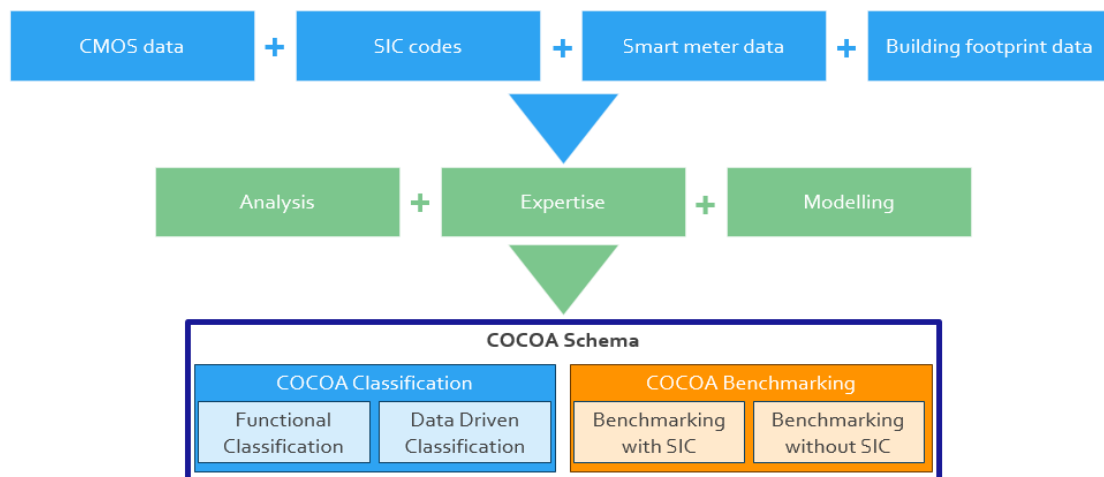 CMOS data + SIC codes + Smart meter data + Building footprint data
Analysis + Expertise + Modelling
COCOA Schema
COCOA Classification
COCOA Benchmarking
Functional
Classification
Data Driven
Classification
Benchmarking
with SIC
Benchmarking
without SIC